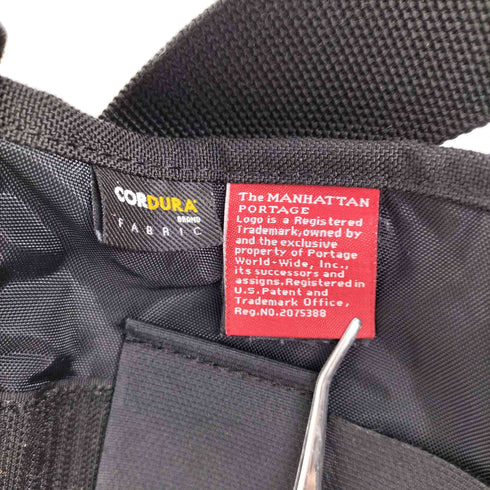 CORDURA
BRAND
FABRIC
The MANHATTAN
PORTAGE
Logo is a Registered
Trademark,owned by
and the exclusive
property of Portage
World-Wide, Inc.,
its successors and
assigns.Registered in
U.S.Patent and
Trademark Office,
Reg.NO.2075388